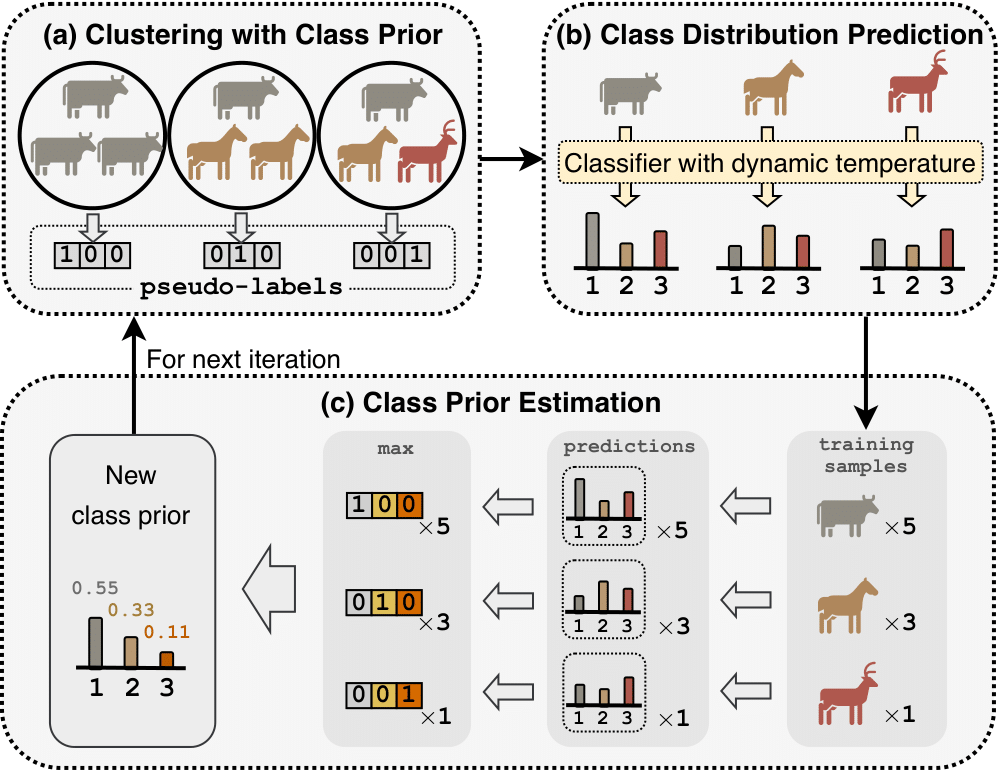 (a) Clustering with Class Prior
1 0 0
0 1 0
0 0 1
pseudo-labels
(b) Class Distribution Prediction
Classifier with dynamic temperature
1 2 3
1 2 3
1 2 3
For next iteration
(c) Class Prior Estimation
New
class prior
0.55
0.33
0.11
1 2 3
max
1 0 0
×5
0 1 0
×3
0 0 1
×1
predictions
1 2 3
×5
1 2 3
×3
1 2 3
×1
training
samples
×5
×3
×1